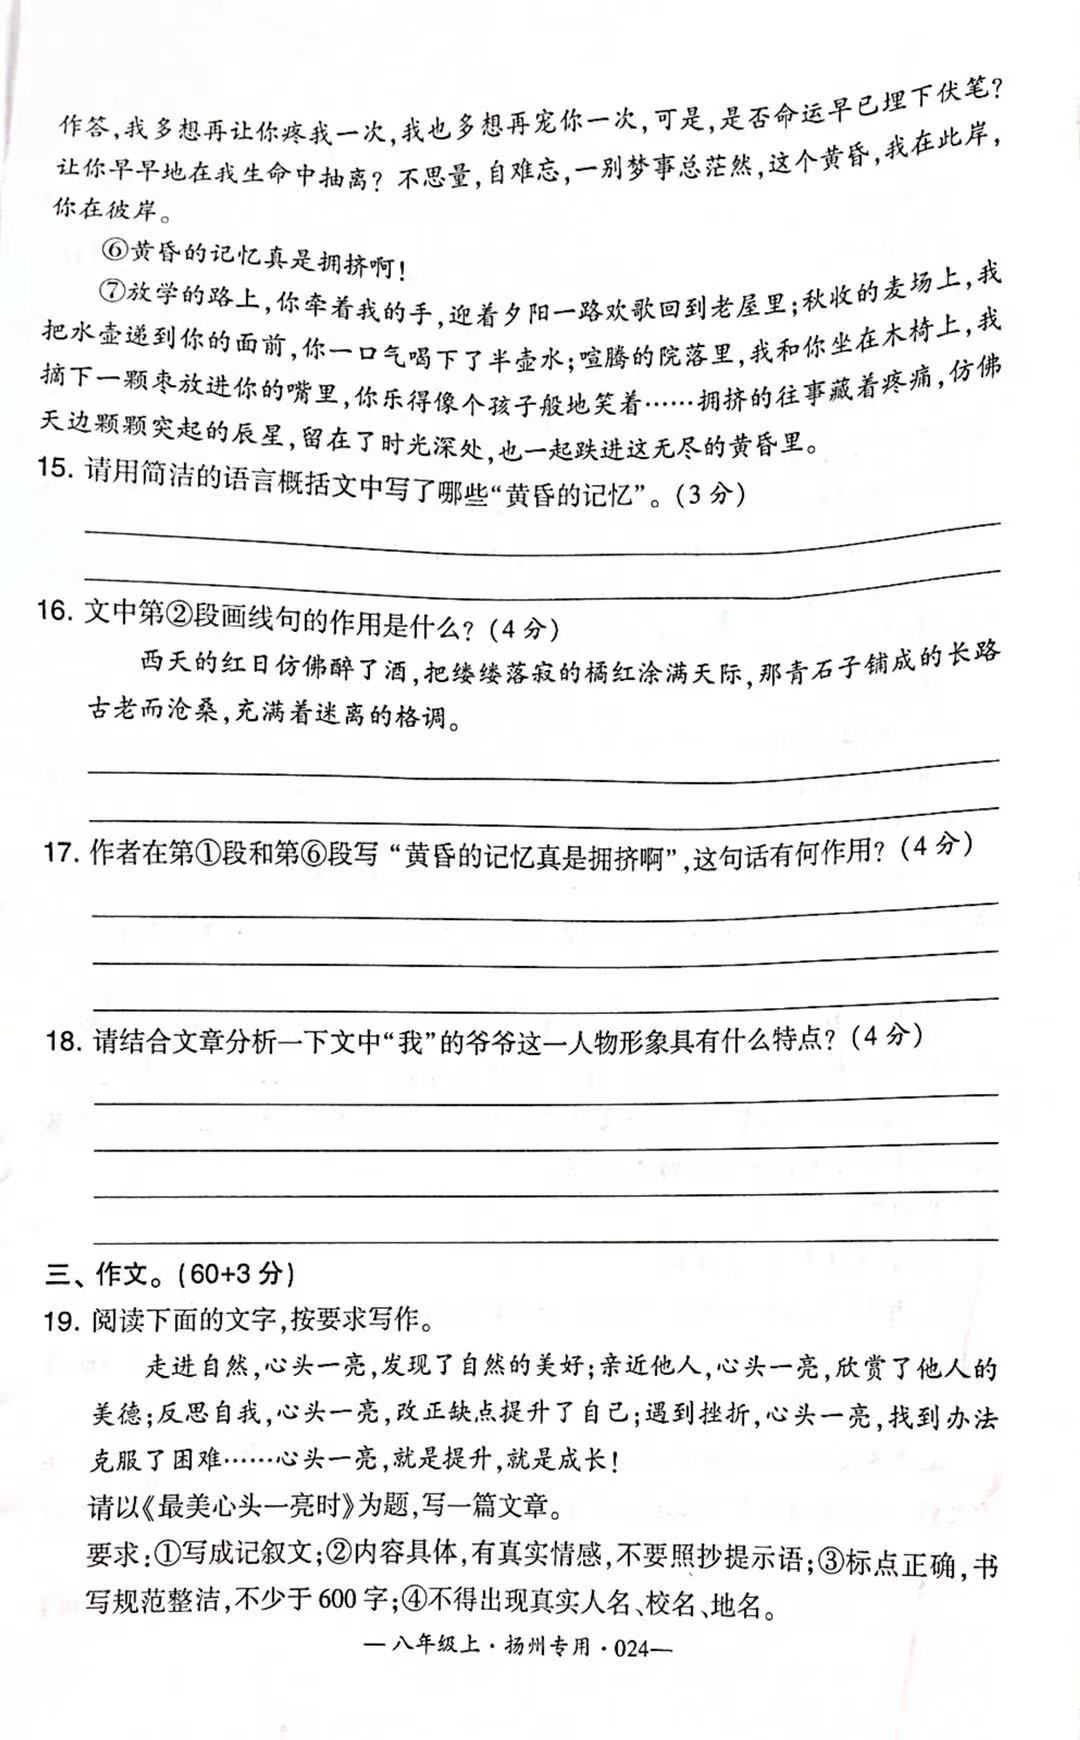 作答,我多想再让你疼我一次,我也多想再宠你一次,可是,是否命运早已埋下伏笔?
让你早早地在我生命中抽离?不思量,自难忘,一别梦事总茫然,这个黄昏,我在此岸,
你在彼岸。
⑥黄昏的记忆真是拥挤啊!
⑦放学的路上,你牵着我的手,迎着夕阳一路欢歌回到老屋里;秋收的麦场上,我
把水壶递到你的面前,你一口气喝下了半壶水;喧腾的院落里,我和你坐在木椅上,我
摘下一颗枣放进你的嘴里,你乐得像个孩子般地笑着……拥挤的往事藏着疼痛,仿佛
天边颗颗突起的辰星,留在了时光深处,也一起跌进这无尽的黄昏里。
15. 请用简洁的语言概括文中写了哪些“黄昏的记忆”。(3分)
16. 文中第②段画线句的作用是什么?(4分)
西天的红日仿佛醉了酒,把缕缕落寂的橘红涂满天际,那青石子铺成的长路
古老而沧桑,充满着迷离的格调。
17. 作者在第①段和第⑥段写“黄昏的记忆真是拥挤啊”,这句话有何作用?(4分)
18. 请结合文章分析一下文中“我”的爷爷这一人物形象具有什么特点?(4分)
三、作文。(60+3分)
19. 阅读下面的文字,按要求写作。
走进自然,心头一亮,发现了自然的美好;亲近他人,心头一亮,欣赏了他人的
美德;反思自我,心头一亮,改正缺点提升了自己;遇到挫折,心头一亮,找到办法
克服了困难……心头一亮,就是提升,就是成长!
请以《最美心头一亮时》为题,写一篇文章。
要求:①写成记叙文;②内容具体,有真实情感,不要照抄提示语;③标点正确,书
写规范整洁,不少于600字;④不得出现真实人名、校名、地名。
—八年级上·扬州专用·024—